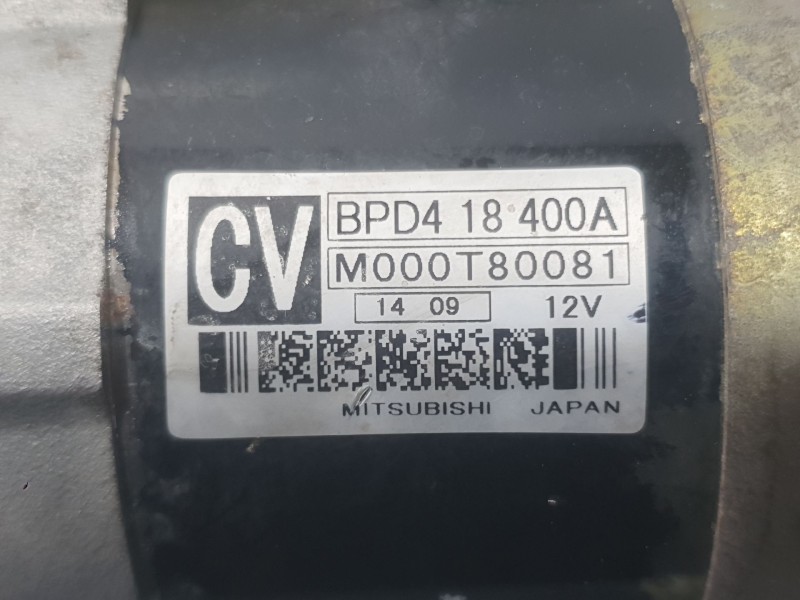 CV
BPD4 18 400A
M000T80081
14 09 12V
MITSUBISHI JAPAN